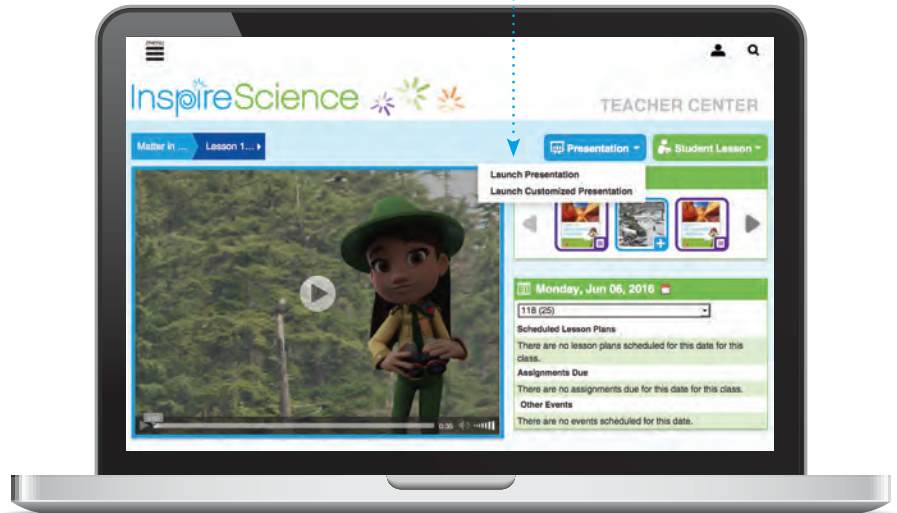 menu
InspireScience
TEACHER CENTER
Matter in ...
Lesson 1...
Presentation
Student Lesson
Launch Presentation
Launch Customized Presentation
Monday, Jun 06, 2016
118 (25)
Scheduled Lesson Plans
There are no lesson plans scheduled for this date for this
class.
Assignments Due
There are no assignments due for this date for this class.
Other Events
There are no events scheduled for this date.
0:35